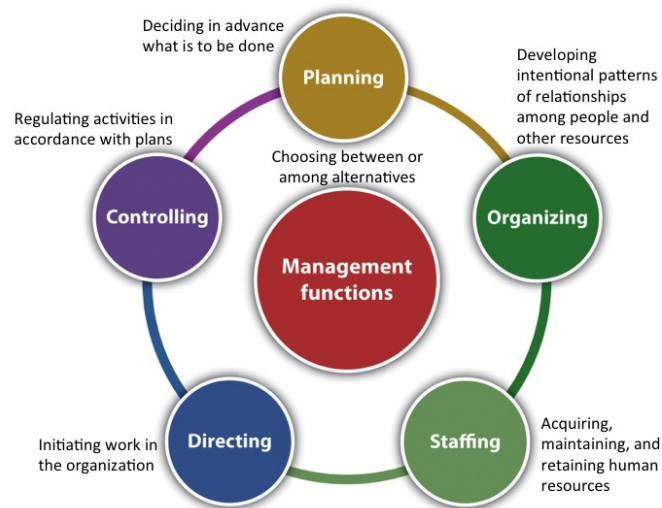 Deciding in advance
what is to be done
Planning
Developing
intentional patterns
of relationships
among people and
other resources
Regulating activities in
accordance with plans
Choosing between or
among alternatives
Controlling
Organizing
Management
functions
Initiating work in
the organization
Directing
Staffing
Acquiring,
maintaining, and
retaining human
resources